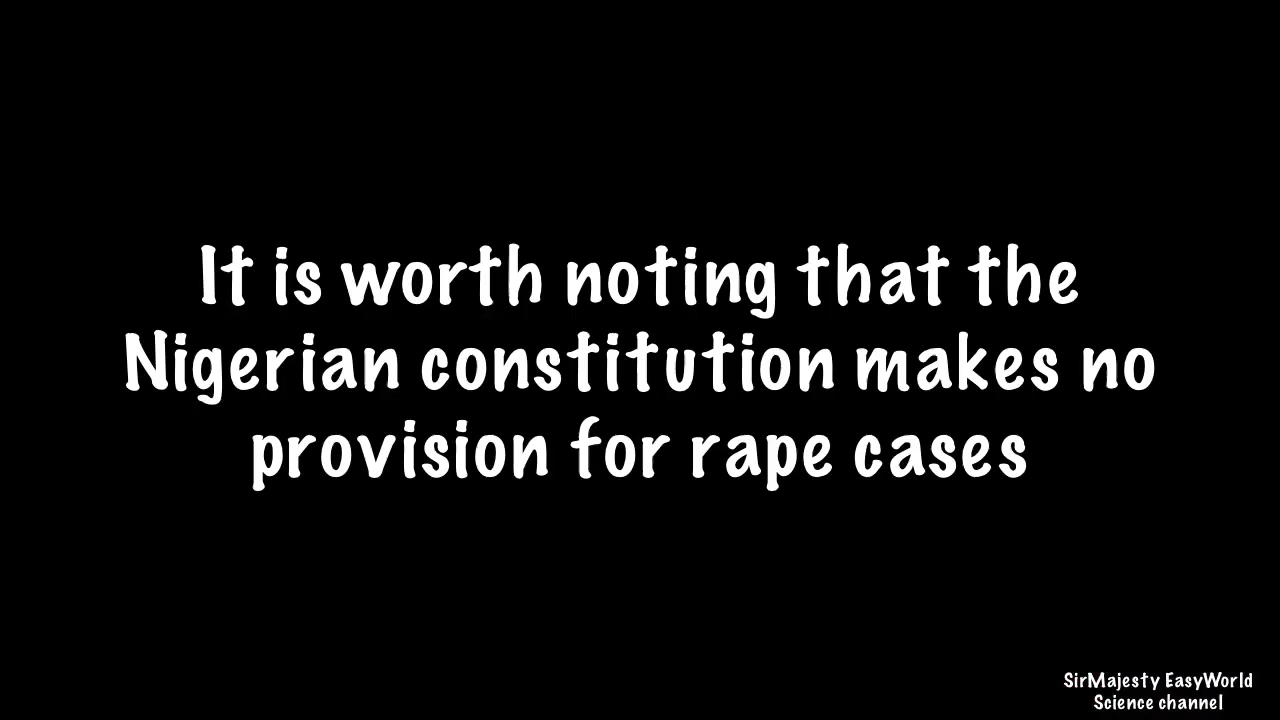 It is worth noting that the
Nigerian constitution makes no
provision for rape cases
SirMajesty EasyWorld
Science channel